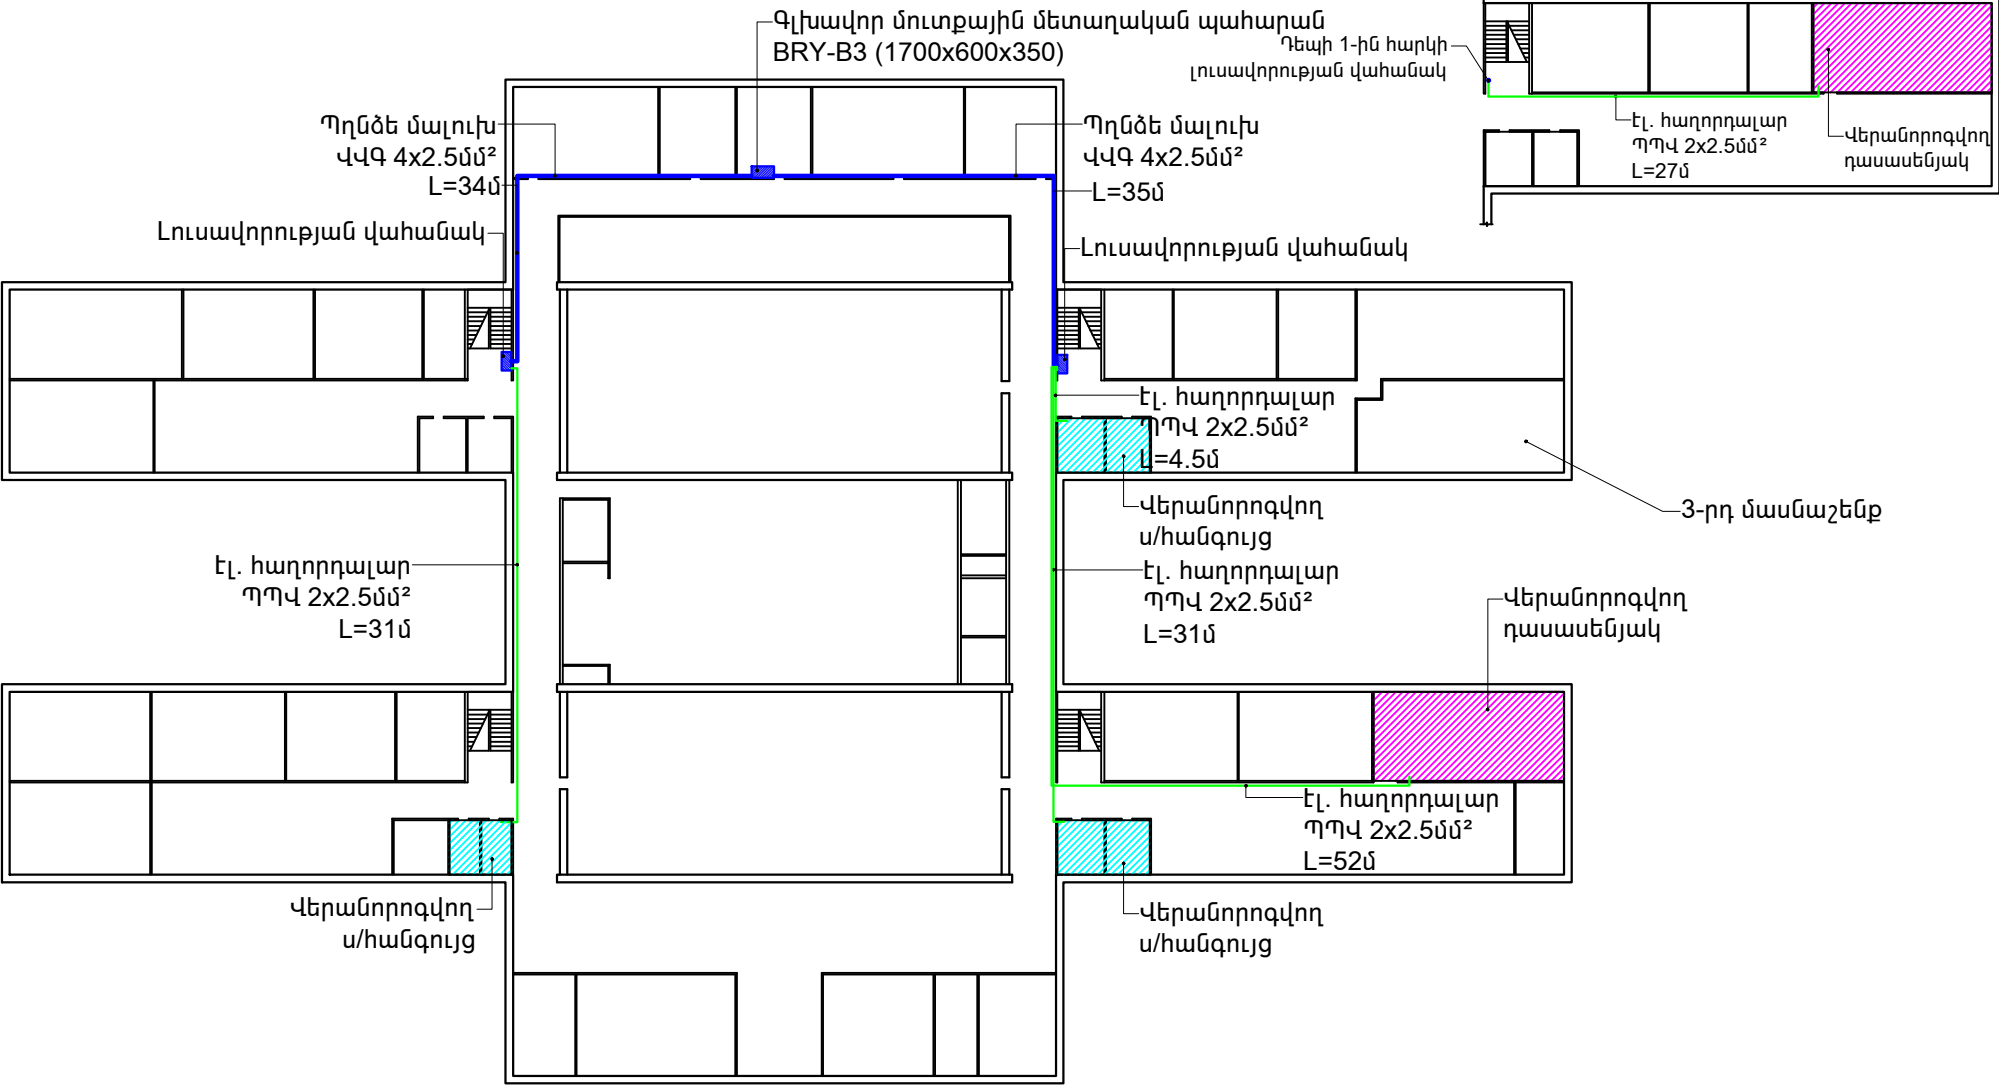 Գլխավոր մուտքային մետաղական պահարան
BRY-B3 (1700x600x350)
Դեպի 1-ին հարկի
լուսավորության վահանակ
էլ. հաղորդալար
ՊՊՎ 2x2.5մմ²
L=27մ
Վերանորոգվող
դասասենյակ
Պղնձե մալուխ
ՎՎԳ 4x2.5մմ²
L=34մ
Պղնձե մալուխ
ՎՎԳ 4x2.5մմ²
L=35մ
Լուսավորության վահանակ
Լուսավորության վահանակ
էլ. հաղորդալար
ՊՊՎ 2x2.5մմ²
L=4.5մ
Վերանորոգվող
ս/հանգույց
3-րդ մասնաշենք
էլ. հաղորդալար
ՊՊՎ 2x2.5մմ²
L=31մ
էլ. հաղորդալար
ՊՊՎ 2x2.5մմ²
L=31մ
Վերանորոգվող
դասասենյակ
էլ. հաղորդալար
ՊՊՎ 2x2.5մմ²
L=52մ
Վերանորոգվող
ս/հանգույց
Վերանորոգվող
ս/հանգույց